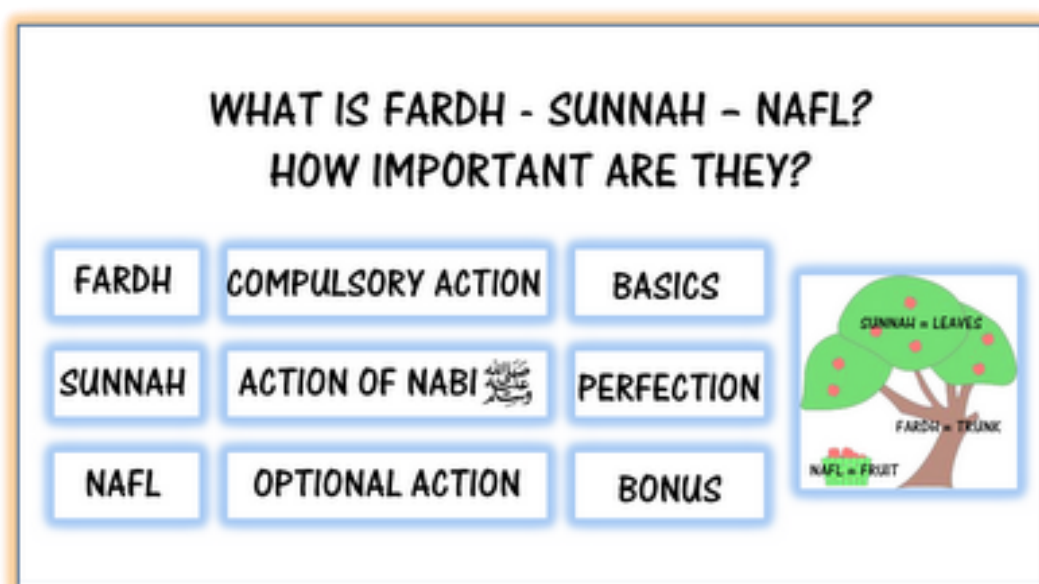 WHAT IS FARDH - SUNNAH – NAFL?
HOW IMPORTANT ARE THEY?
FARDH
COMPULSORY ACTION
BASICS
SUNNAH
ACTION OF NABI ﷺ
PERFECTION
NAFL
OPTIONAL ACTION
BONUS
SUNNAH = LEAVES
FARDH = TRUNK
NAFL = FRUIT